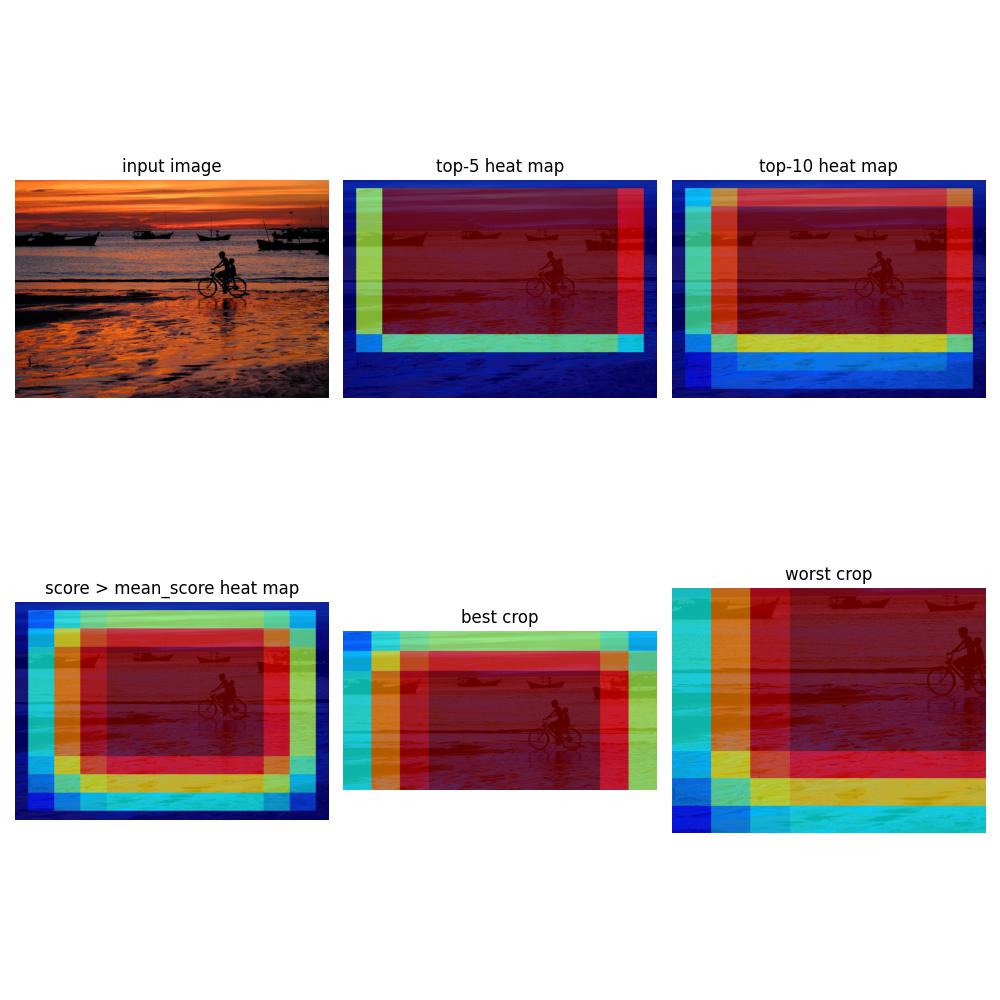 input image
top-5 heat map
top-10 heat map
score > mean_score heat map
best crop
worst crop